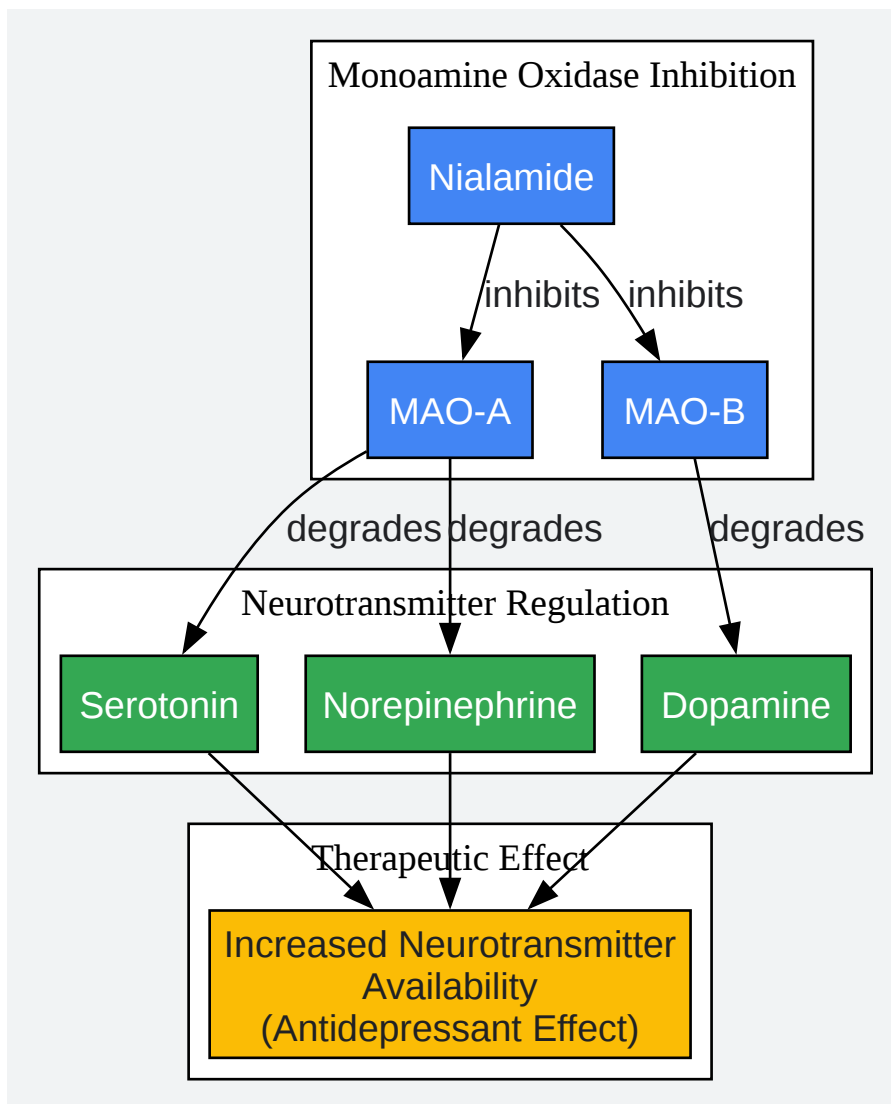 Monoamine Oxidase Inhibition
Nialamide
inhibits
inhibits
MAO-A
MAO-B
degrades
degrades
degrades
Neurotransmitter Regulation
Serotonin
Norepinephrine
Dopamine
Therapeutic Effect
Increased Neurotransmitter
Availability
(Antidepressant Effect)